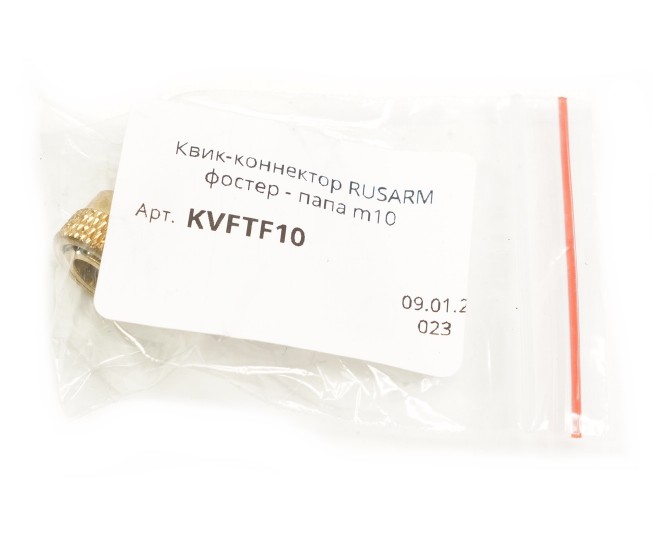 Квик-коннектор RUSARM
фостер - папа m10
Арт. KVFTF10
09.01.2
023